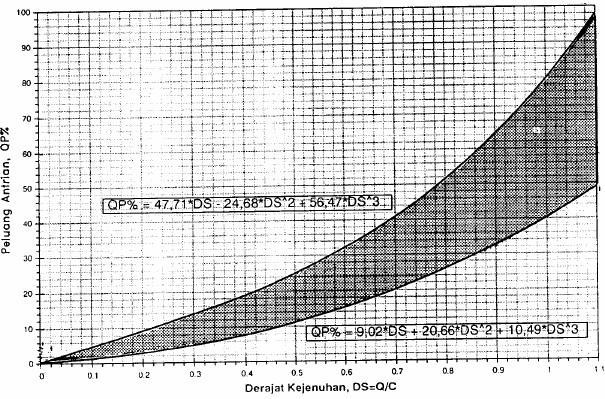 100
90
80
70
60
50
40
30
20
10
0
Peluang Antrian, QP%
QP% = 47,71*DS - 24,68*DS^2 + 56,47*DS^3
QP% = 9,02*DS + 20,66*DS^2 + 10,49*DS^3
0 0.1 0.2 0.3 0.4 0.5 0.6 0.7 0.8 0.9 1 1.1
Derajat Kejenuhan, DS=Q/C